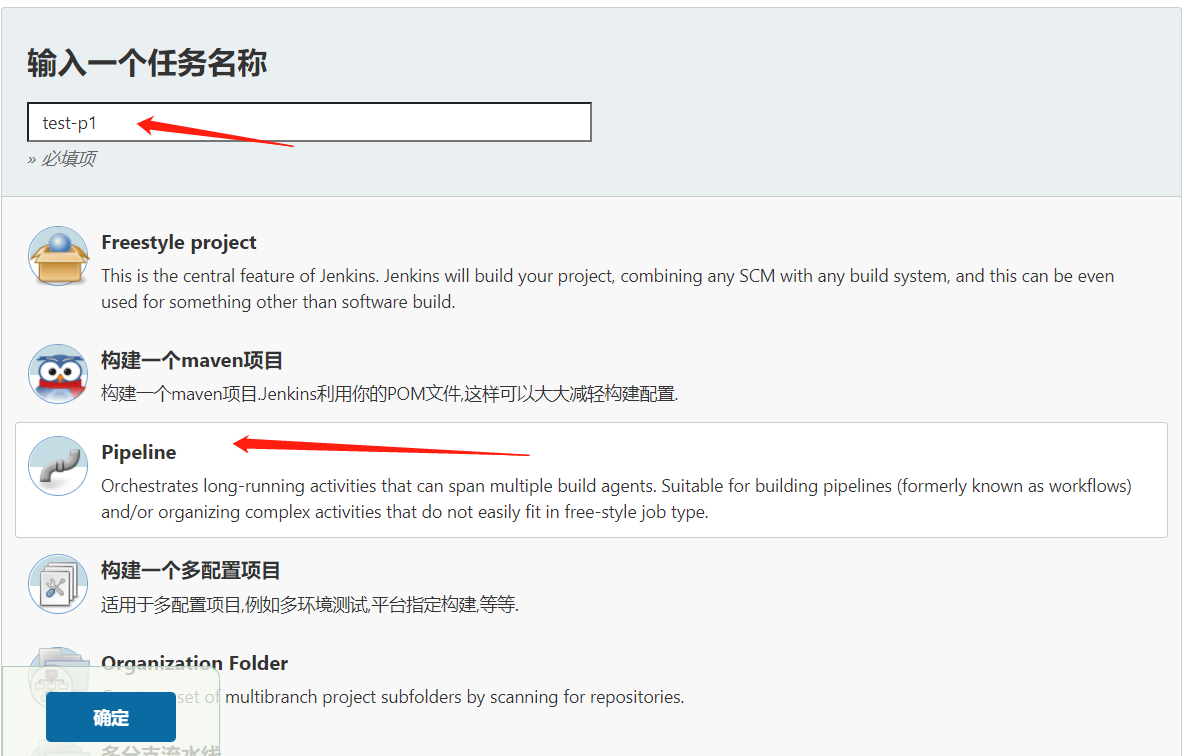 输入一个任务名称
test-p1
» 必填项
Freestyle project
This is the central feature of Jenkins. Jenkins will build your project, combining any SCM with any build system, and this can be even
used for something other than software build.
构建一个maven项目
构建一个maven项目.Jenkins利用你的POM文件,这样可以大大减轻构建配置.
Pipeline
Orchestrates long-running activities that can span multiple build agents. Suitable for building pipelines (formerly known as workflows)
and/or organizing complex activities that do not easily fit in free-style job type.
构建一个多配置项目
适用于多配置项目,例如多环境测试,平台指定构建,等等.
Organization Folder
set of multibranch project subfolders by scanning for repositories.
确定
多分支流水线